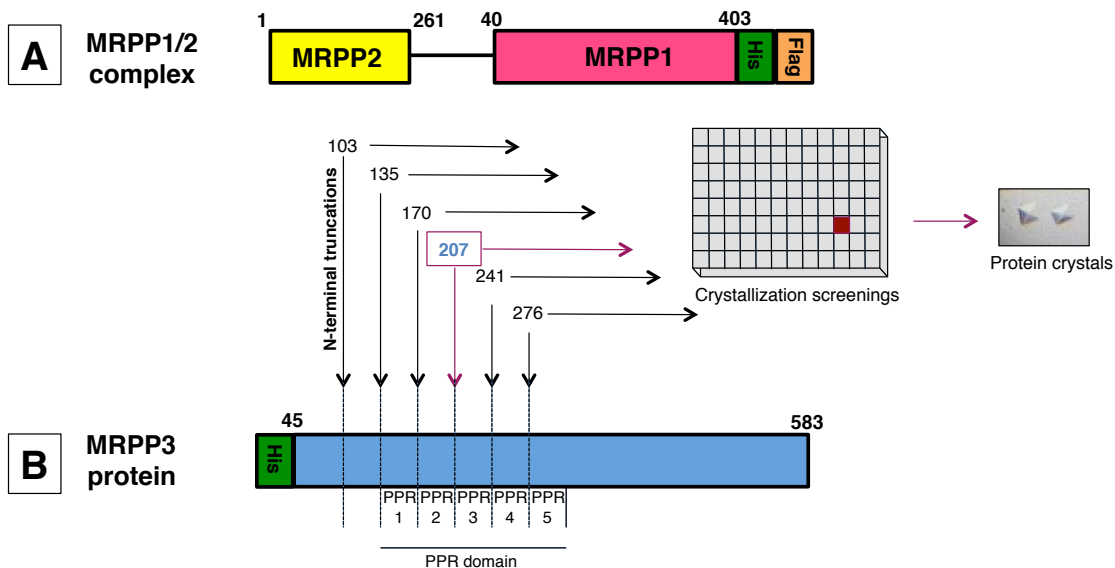 A
MRPP1/2
complex
1
261
40
403
MRPP2
MRPP1
His
Flag
N-terminal truncations
103
135
170
207
241
276
Crystallization screenings
Protein crystals
B
MRPP3
protein
45
583
His
PPR
1
PPR
2
PPR
3
PPR
4
PPR
5
PPR domain